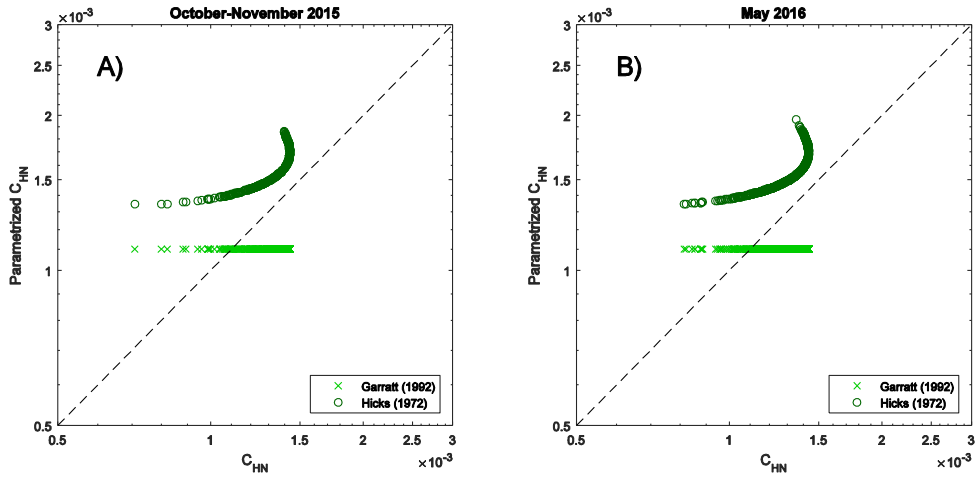 October-November 2015
×10⁻³
3
2.5
2
1.5
1
0.5
Parametrized C_HN
A)
× Garratt (1992)
○ Hicks (1972)
0.5 1 1.5 2 2.5 3
C_HN
×10⁻³
May 2016
×10⁻³
3
2.5
2
1.5
1
0.5
Parametrized C_HN
B)
× Garratt (1992)
○ Hicks (1972)
0.5 1 1.5 2 2.5 3
C_HN
×10⁻³